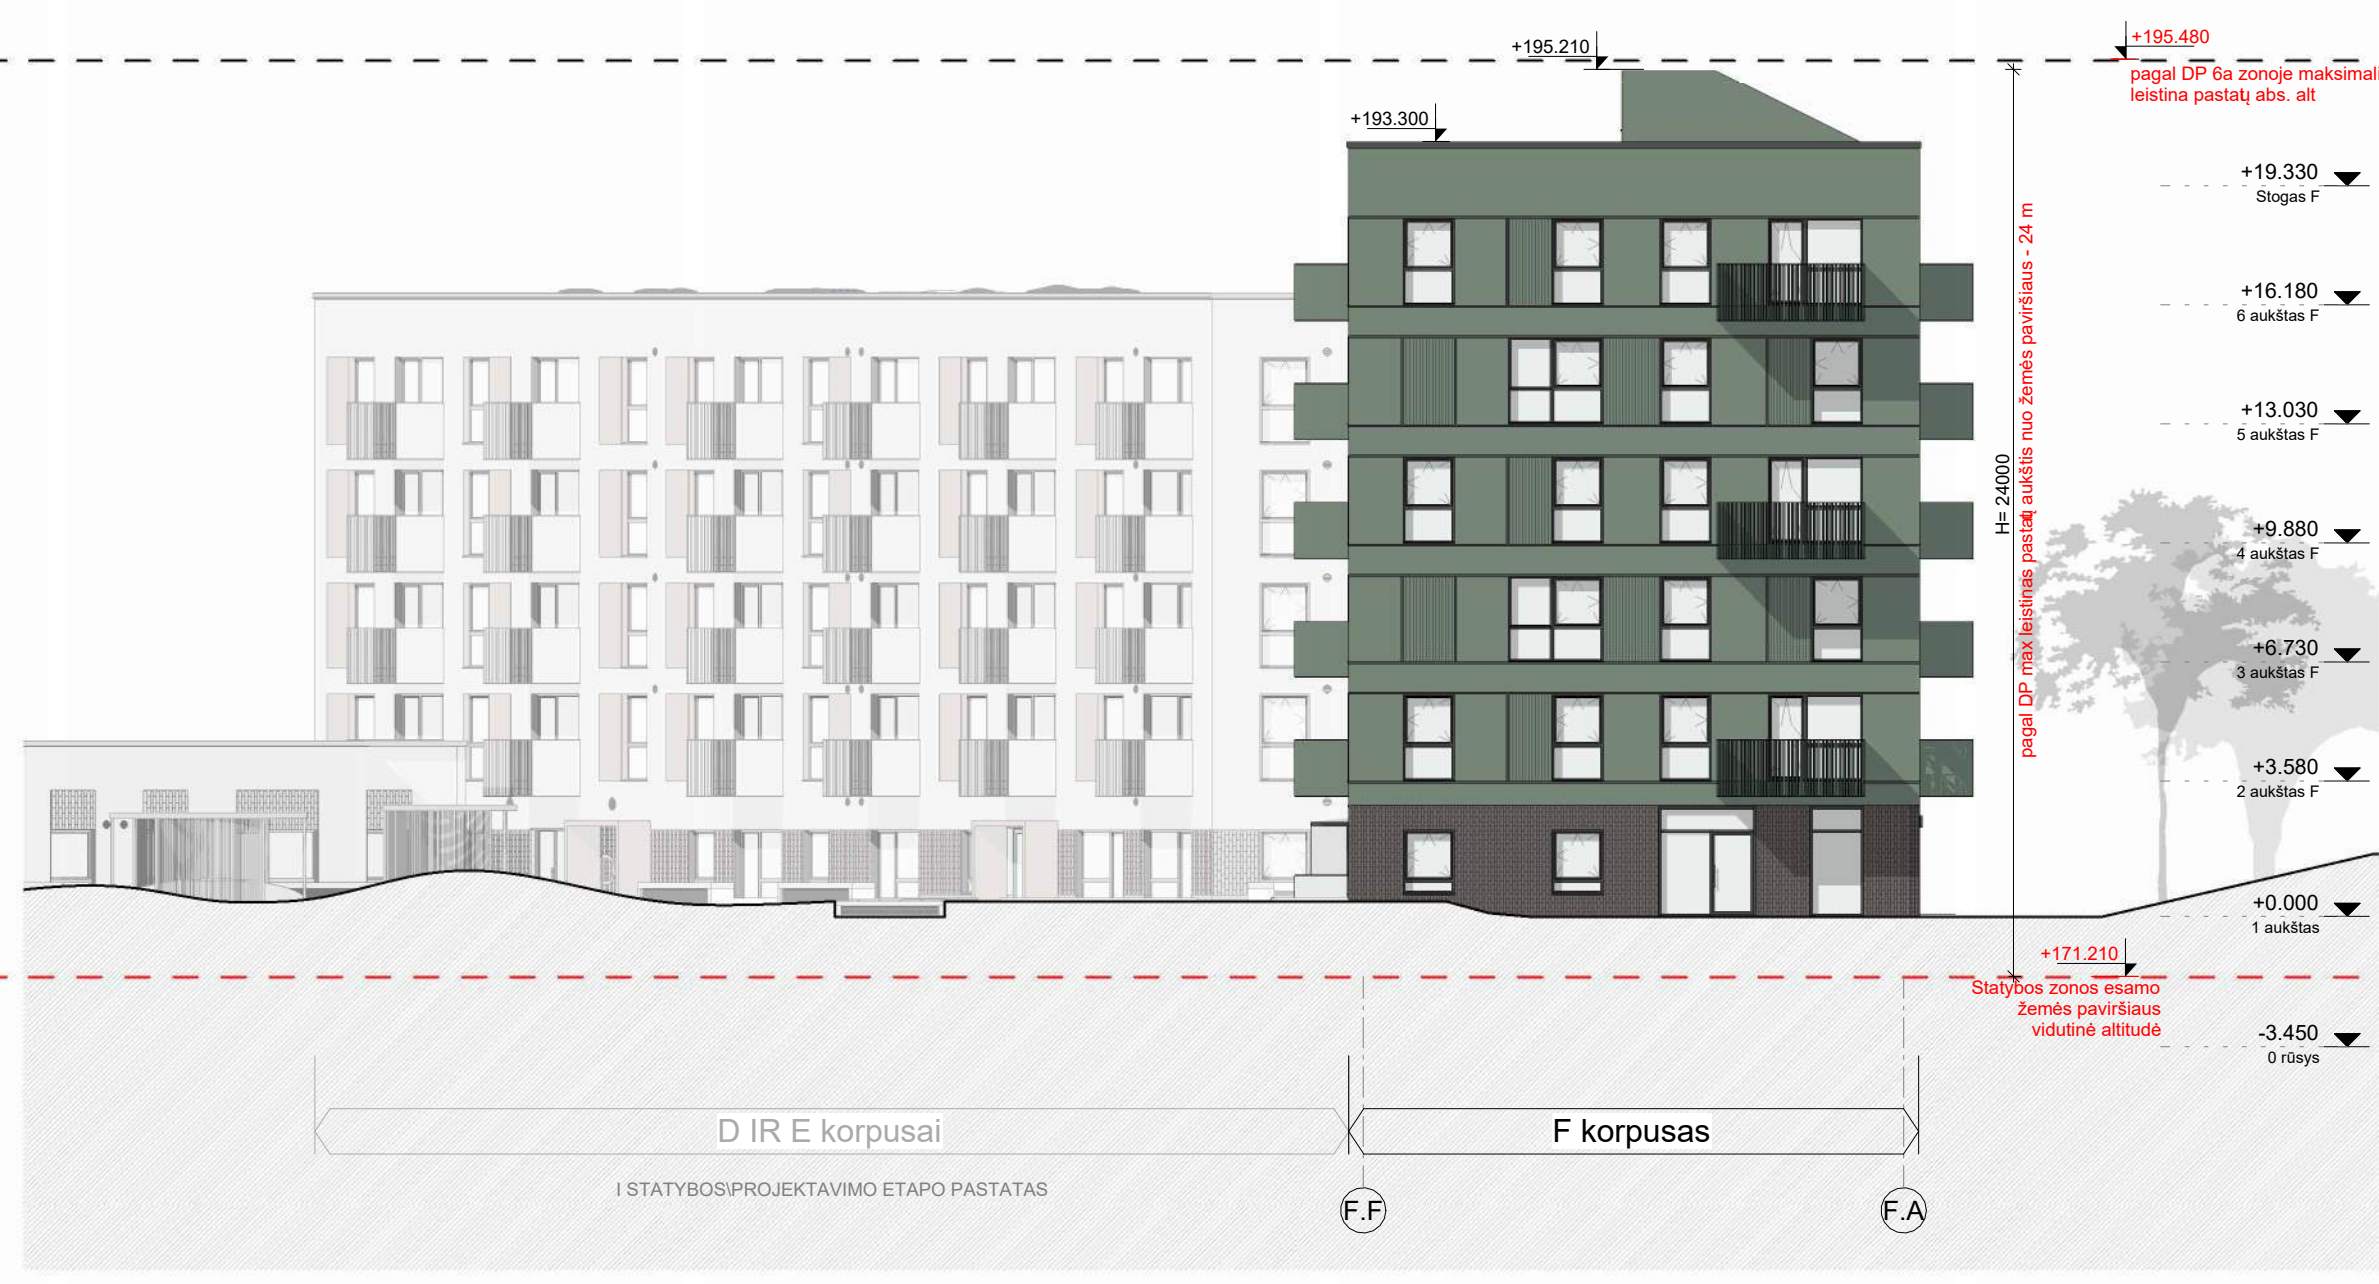 +195.480
pagal DP 6a zonoje maksimali
leistina pastatų abs. alt
+195.210
+193.300
+19.330
Stogas F
+16.180
6 aukštas F
+13.030
5 aukštas F
+9.880
4 aukštas F
+6.730
3 aukštas F
+3.580
2 aukštas F
+0.000
1 aukštas
-3.450
0 rūsys
H= 24000
pagal DP max leistinas pastatų aukštis nuo žemės paviršiaus - 24 m
+171.210
Statybos zonos esamo
žemės paviršiaus
vidutinė altitudė
D IR E korpusai
F korpusas
I STATYBOS\PROJEKTAVIMO ETAPO PASTATAS
F.F
F.A